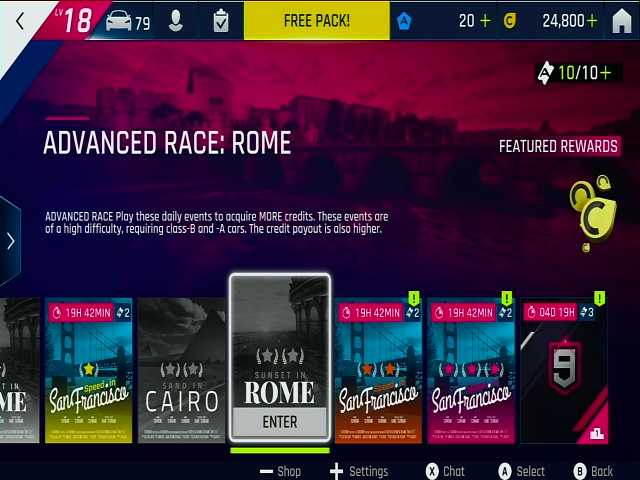 LV 18
79
FREE PACK!
20 +
24,800+
10/10+
ADVANCED RACE: ROME
FEATURED REWARDS
ADVANCED RACE Play these daily events to acquire MORE credits. These events are
of a high difficulty, requiring class-B and -A cars. The credit payout is also higher.
19H 42MIN 2
19H 42MIN 2
19H 42MIN 2
04D 19H 3
ME
Speed in
San Francisco
SAND IN
CAIRO
SUNSET IN
ROME
ENTER
Speed in
San Francisco
Speed in
San Francisco
9
Shop
Settings
X Chat
A Select
B Back